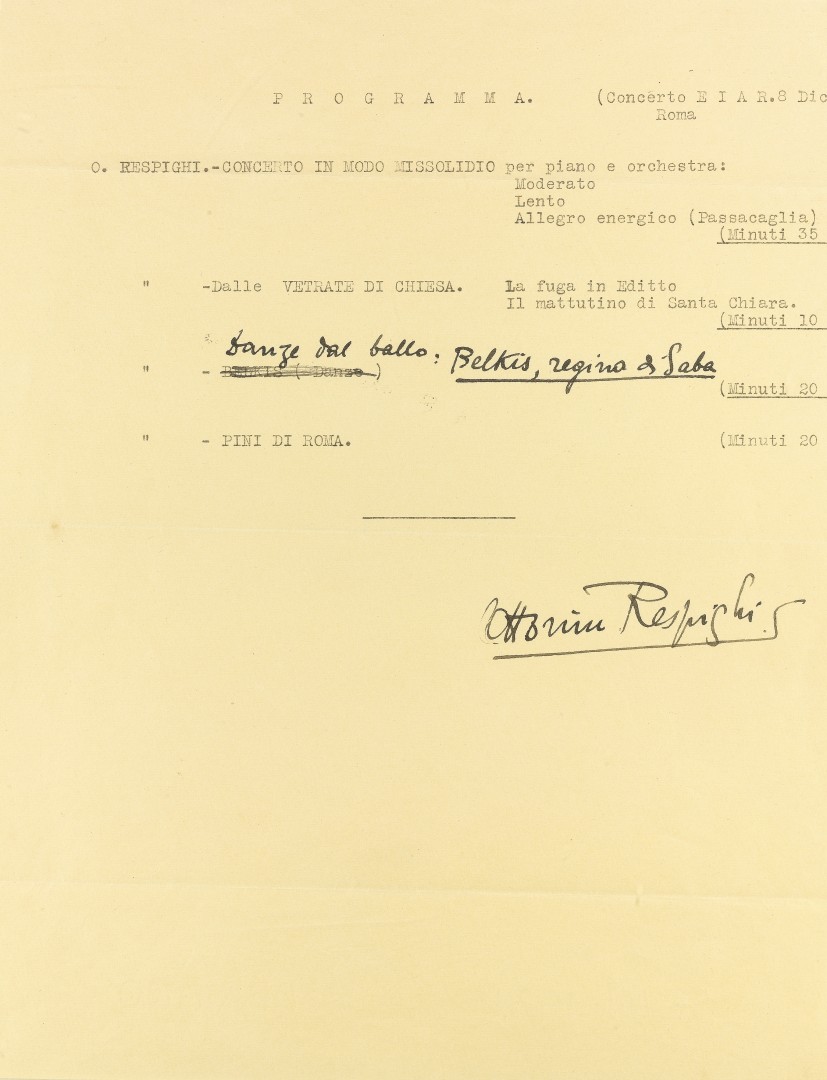 P R O G R A M M A. (Concerto E I A R.8 Dic
Roma
O. RESPIGHI.-CONCERTO IN MODO MISSOLIDIO per piano e orchestra:
Moderato
Lento
Allegro energico (Passacaglia)
(Minuti 35
" -Dalle VETRATE DI CHIESA. La fuga in Editto
Il mattutino di Santa Chiara.
(Minuti 10
Danze dal ballo: Belkis, regina di Saba
" - BELKIS ( Danze )
(Minuti 20
" - PINI DI ROMA. (Minuti 20
Ottorino Respighi